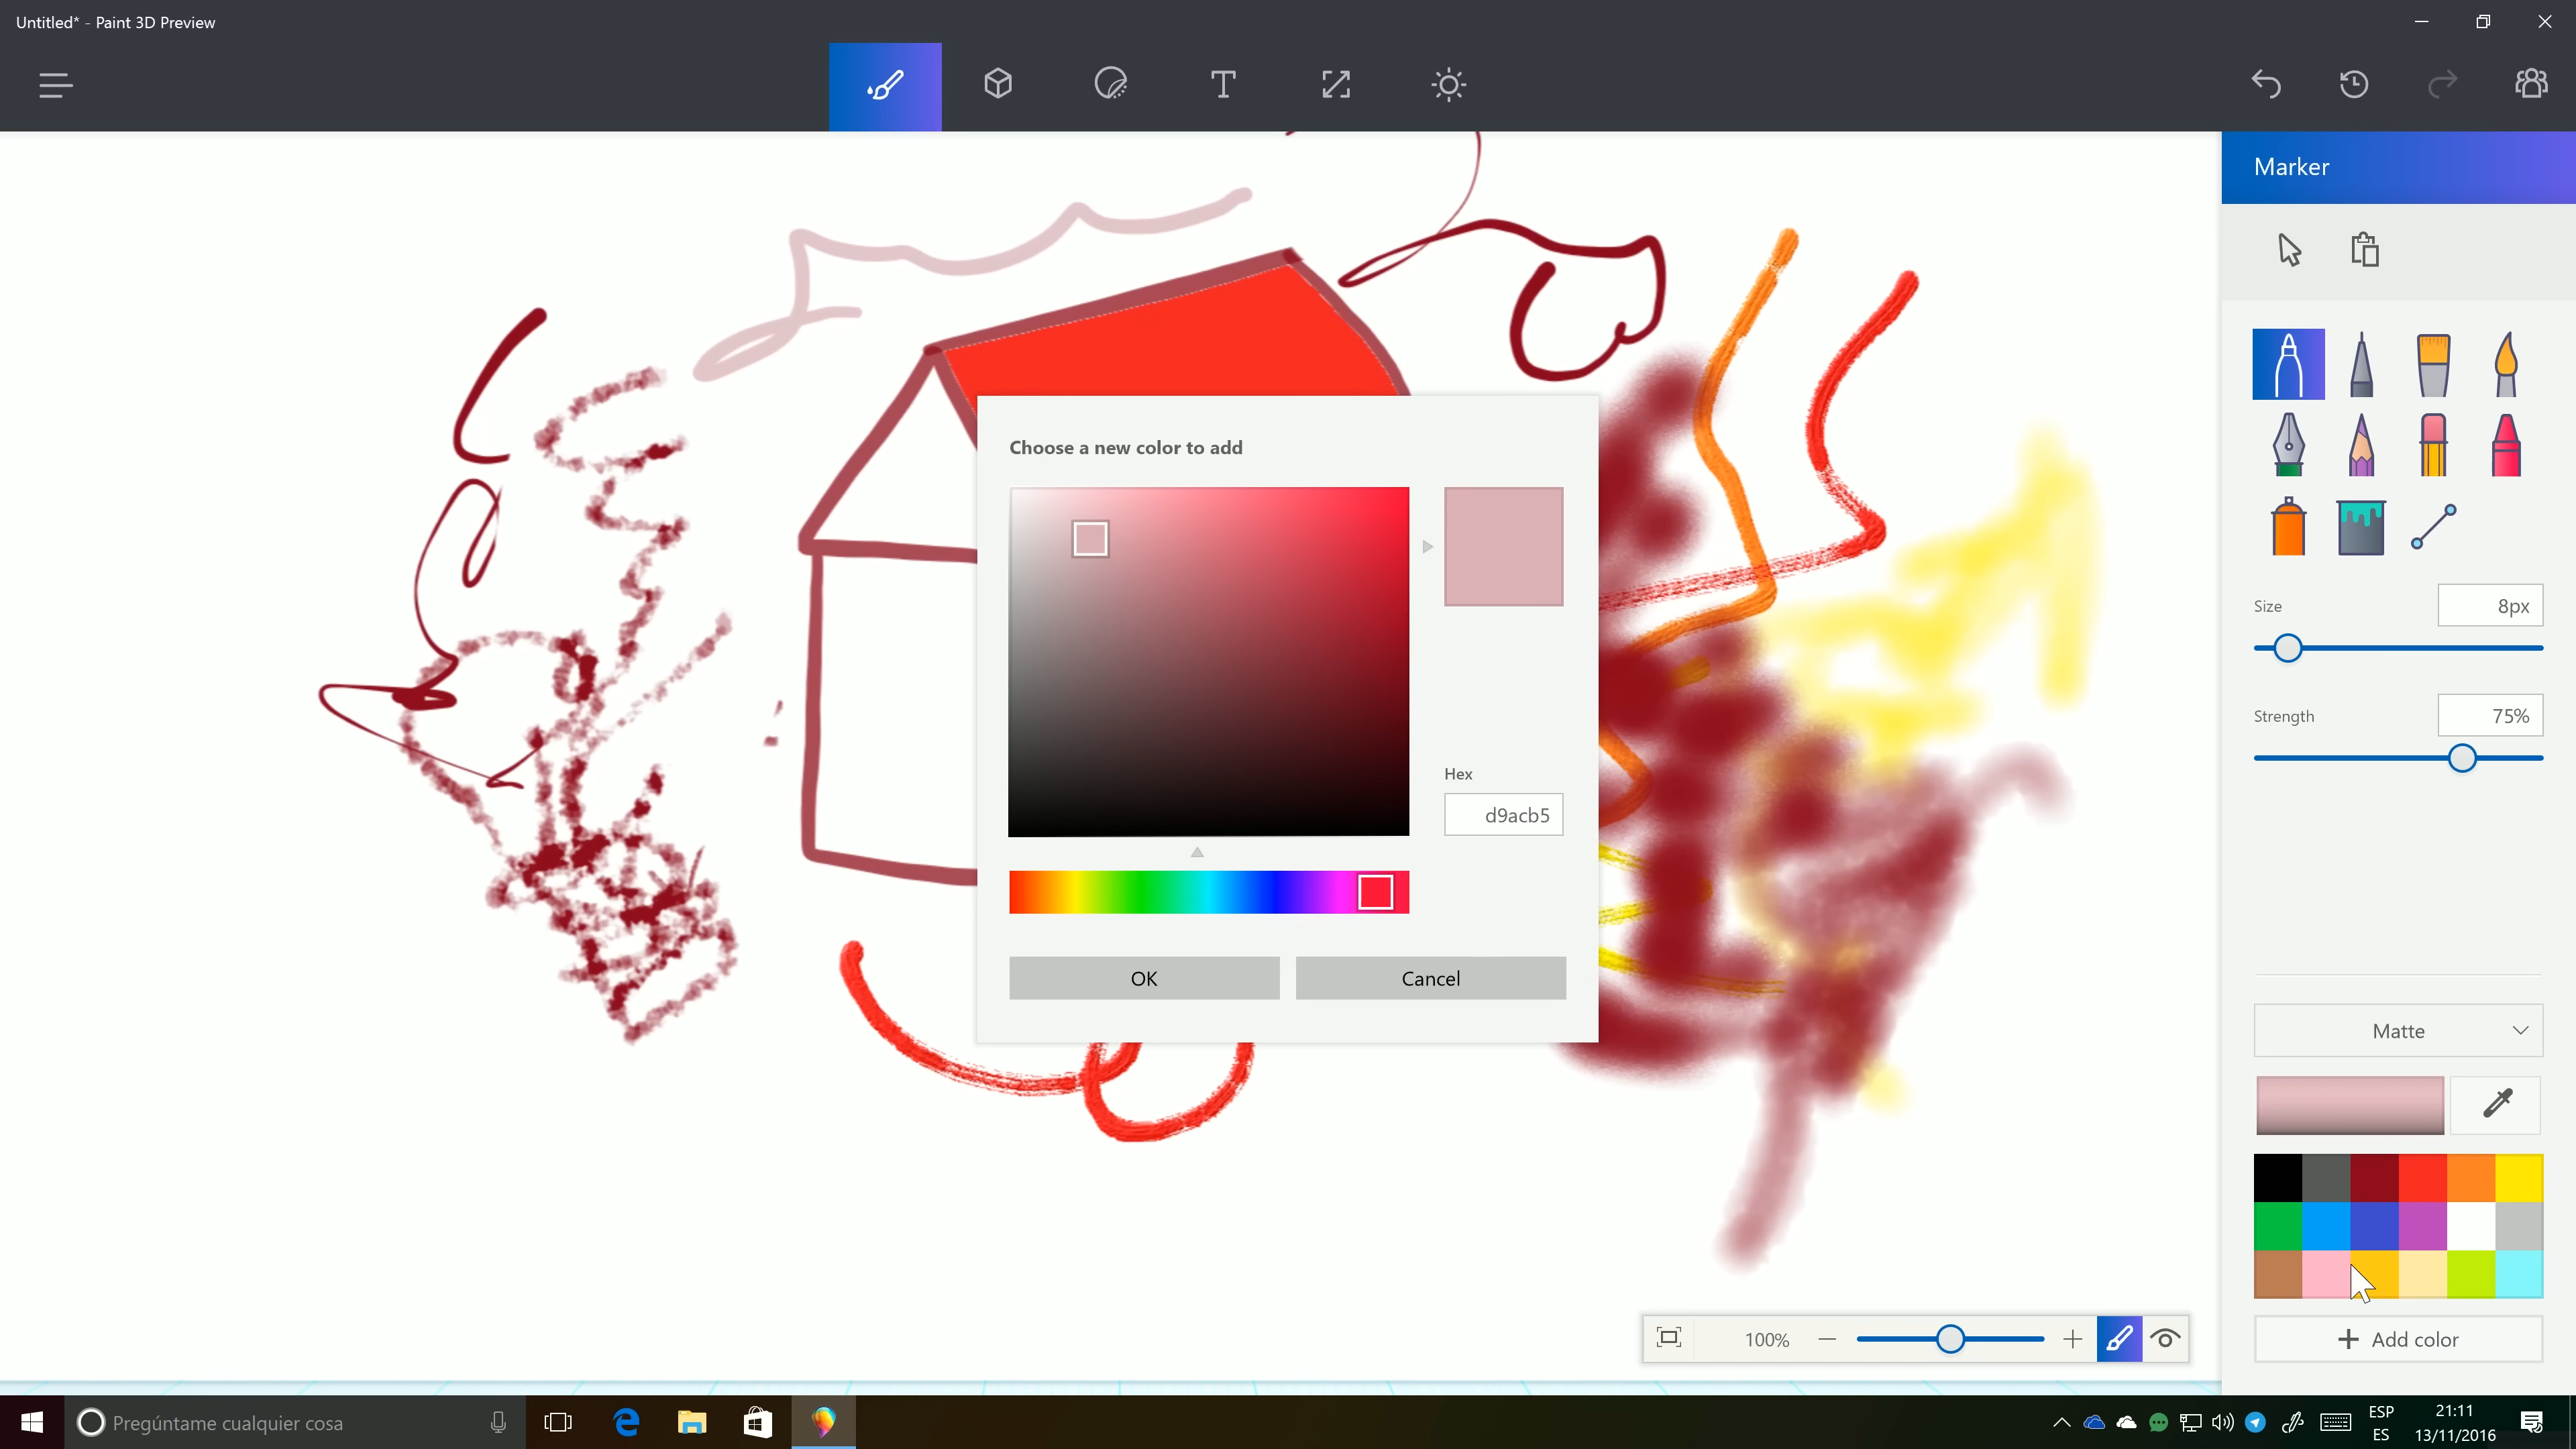 Untitled* - Paint 3D Preview
Marker
Choose a new color to add
Size
8px
Strength
75%
Hex
d9acb5
OK
Cancel
Matte
100%
Add color
Pregúntame cualquier cosa
ESP
ES
21:11
13/11/2016